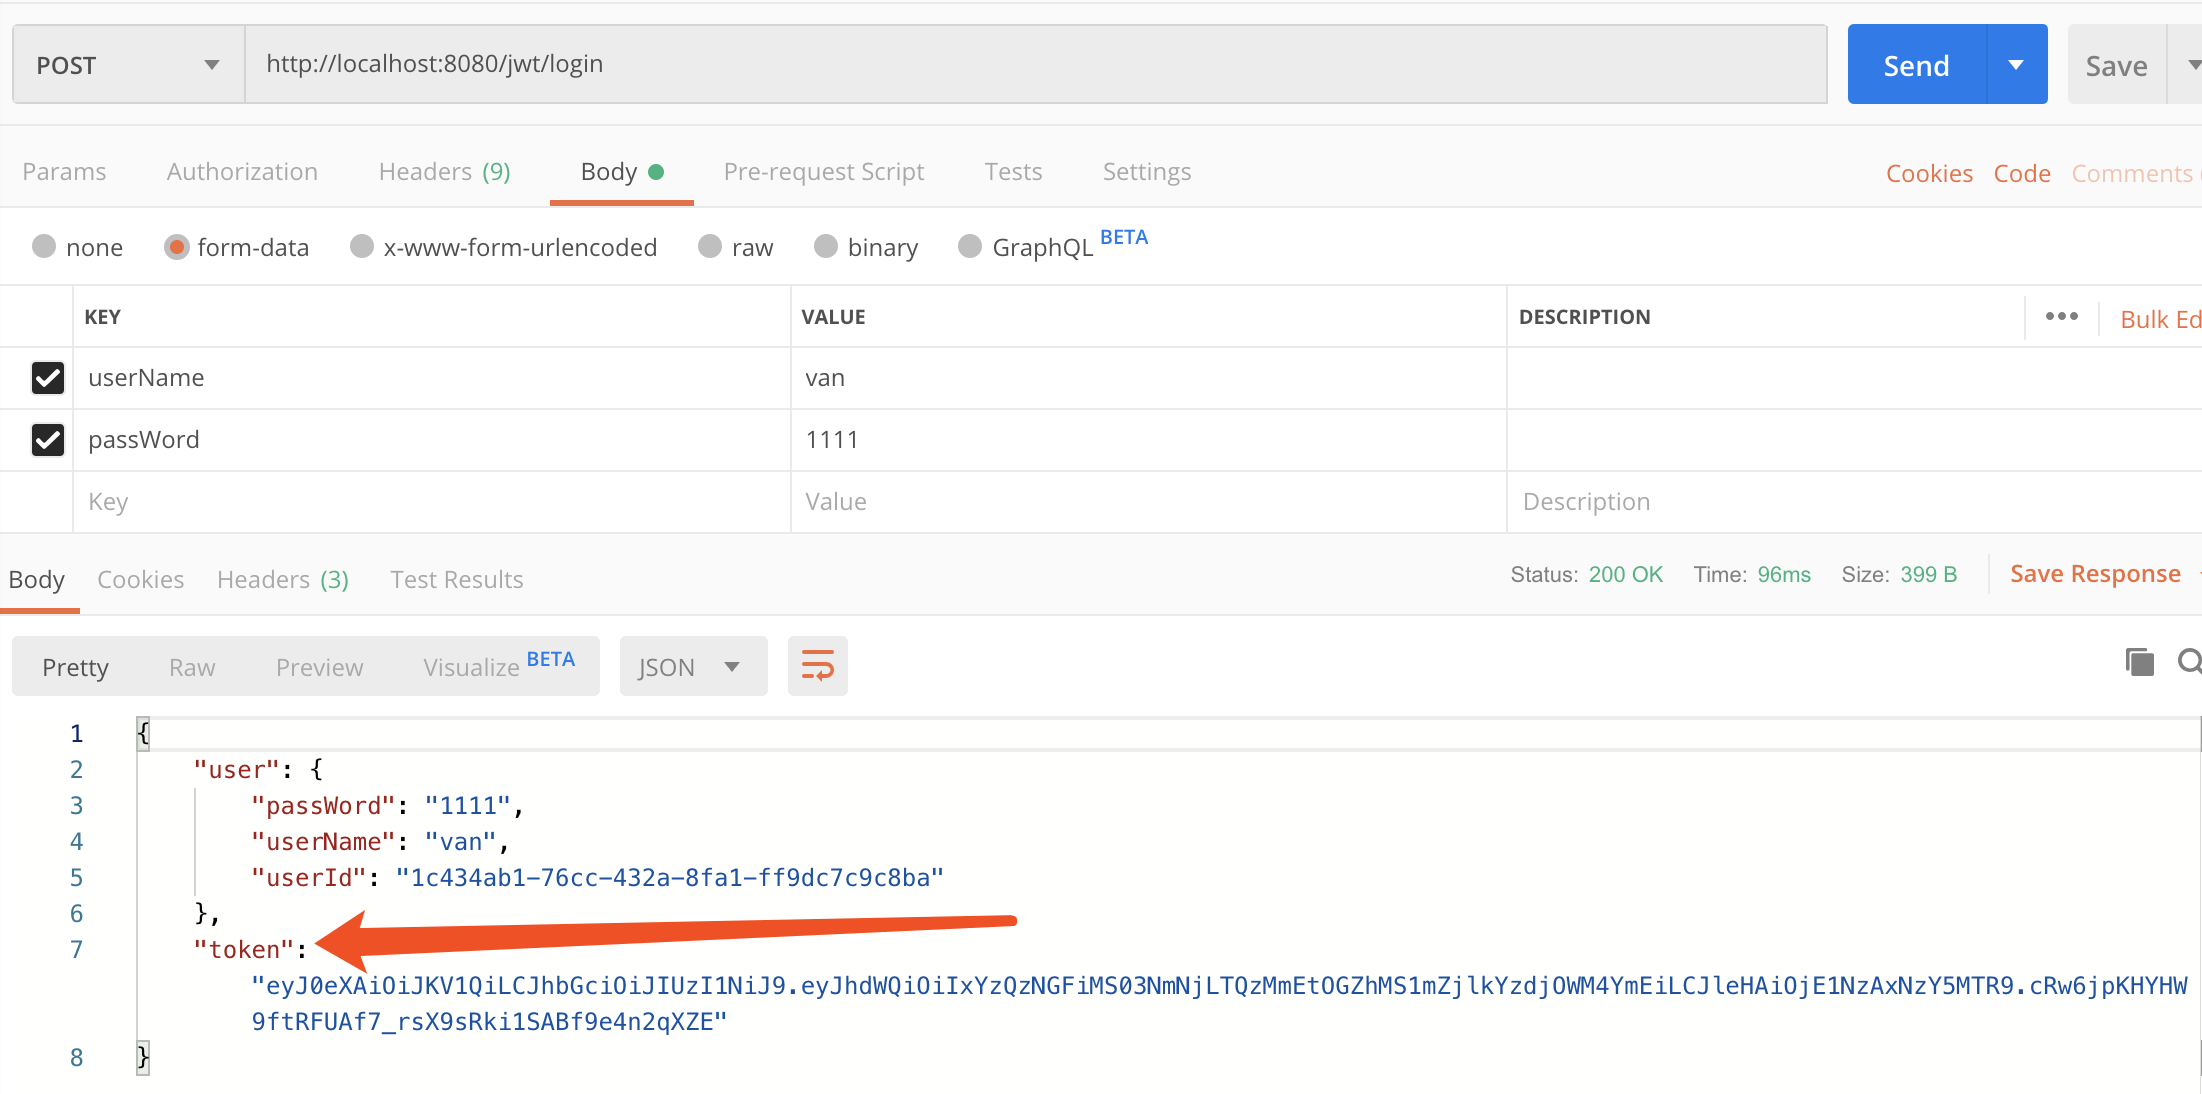 POST http://localhost:8080/jwt/login Send Save
Params Authorization Headers (9) Body Pre-request Script Tests Settings Cookies Code Comments
none form-data x-www-form-urlencoded raw binary GraphQL BETA
KEY VALUE DESCRIPTION ••• Bulk Ed
userName van
passWord 1111
Key Value Description
Body Cookies Headers (3) Test Results Status: 200 OK Time: 96ms Size: 399 B Save Response
Pretty Raw Preview Visualize BETA JSON
1 {
2 "user": {
3 "passWord": "1111",
4 "userName": "van",
5 "userId": "1c434ab1-76cc-432a-8fa1-ff9dc7c9c8ba"
6 },
7 "token":
"eyJ0eXAiOiJKV1QiLCJhbGciOiJIUzI1NiJ9.eyJhdWQiOiIxYzQzNGFiMS03NmNjLTQzMmEtOGZhMS1mZjlkYzdjOWM4YmEiLCJleHAiOjE1NzAxNzY5MTR9.cRw6jpKHYHW
9ftRFUAf7_rsX9sRki1SABf9e4n2qXZE"
8 }